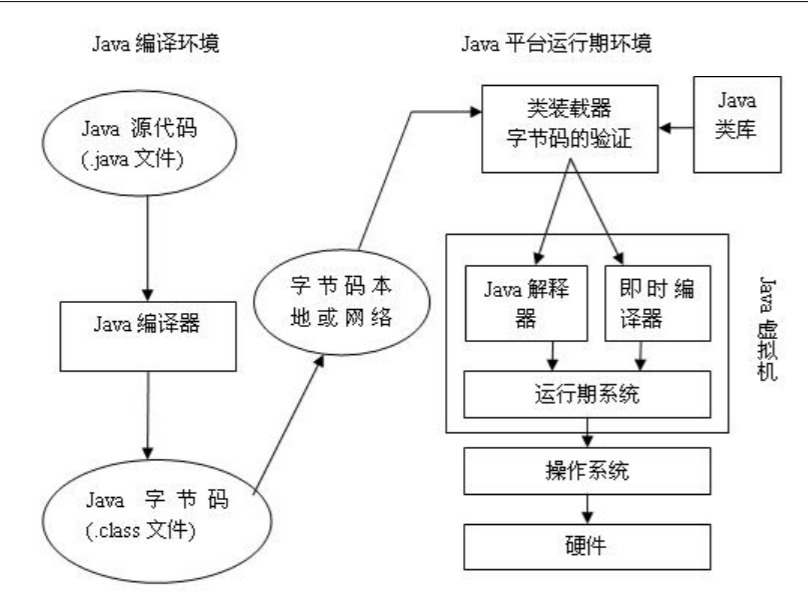 Java 编译环境
Java 平台运行期环境
Java 源代码
(.java 文件)
类装载器
字节码的验证
Java
类库
字节码本
地或网络
Java 编译器
Java 解释
器
即时编
译器
Java 虚拟机
运行期系统
Java 字节码
(.class 文件)
操作系统
硬件